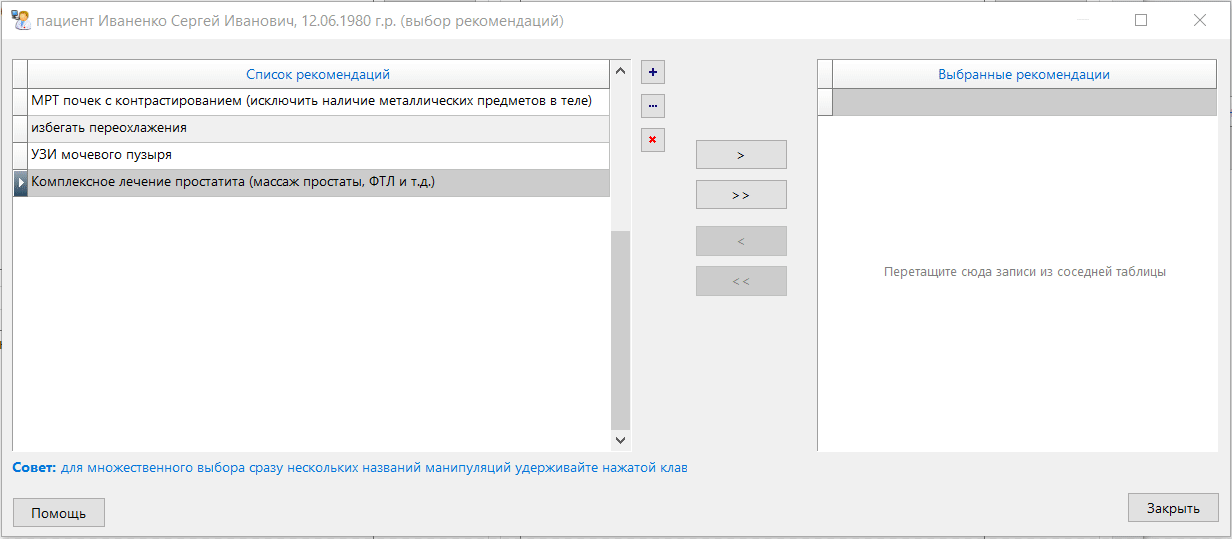 пациент Иваненко Сергей Иванович, 12.06.1980 г.р. (выбор рекомендаций)
Список рекомендаций
МРТ почек с контрастированием (исключить наличие металлических предметов в теле)
избегать переохлажения
УЗИ мочевого пузыря
Комплексное лечение простатита (массаж простаты, ФТЛ и т.д.)
>
>>
<
<<
Выбранные рекомендации
Перетащите сюда записи из соседней таблицы
Совет: для множественного выбора сразу нескольких названий манипуляций удерживайте нажатой клав
Помощь
Закрыть